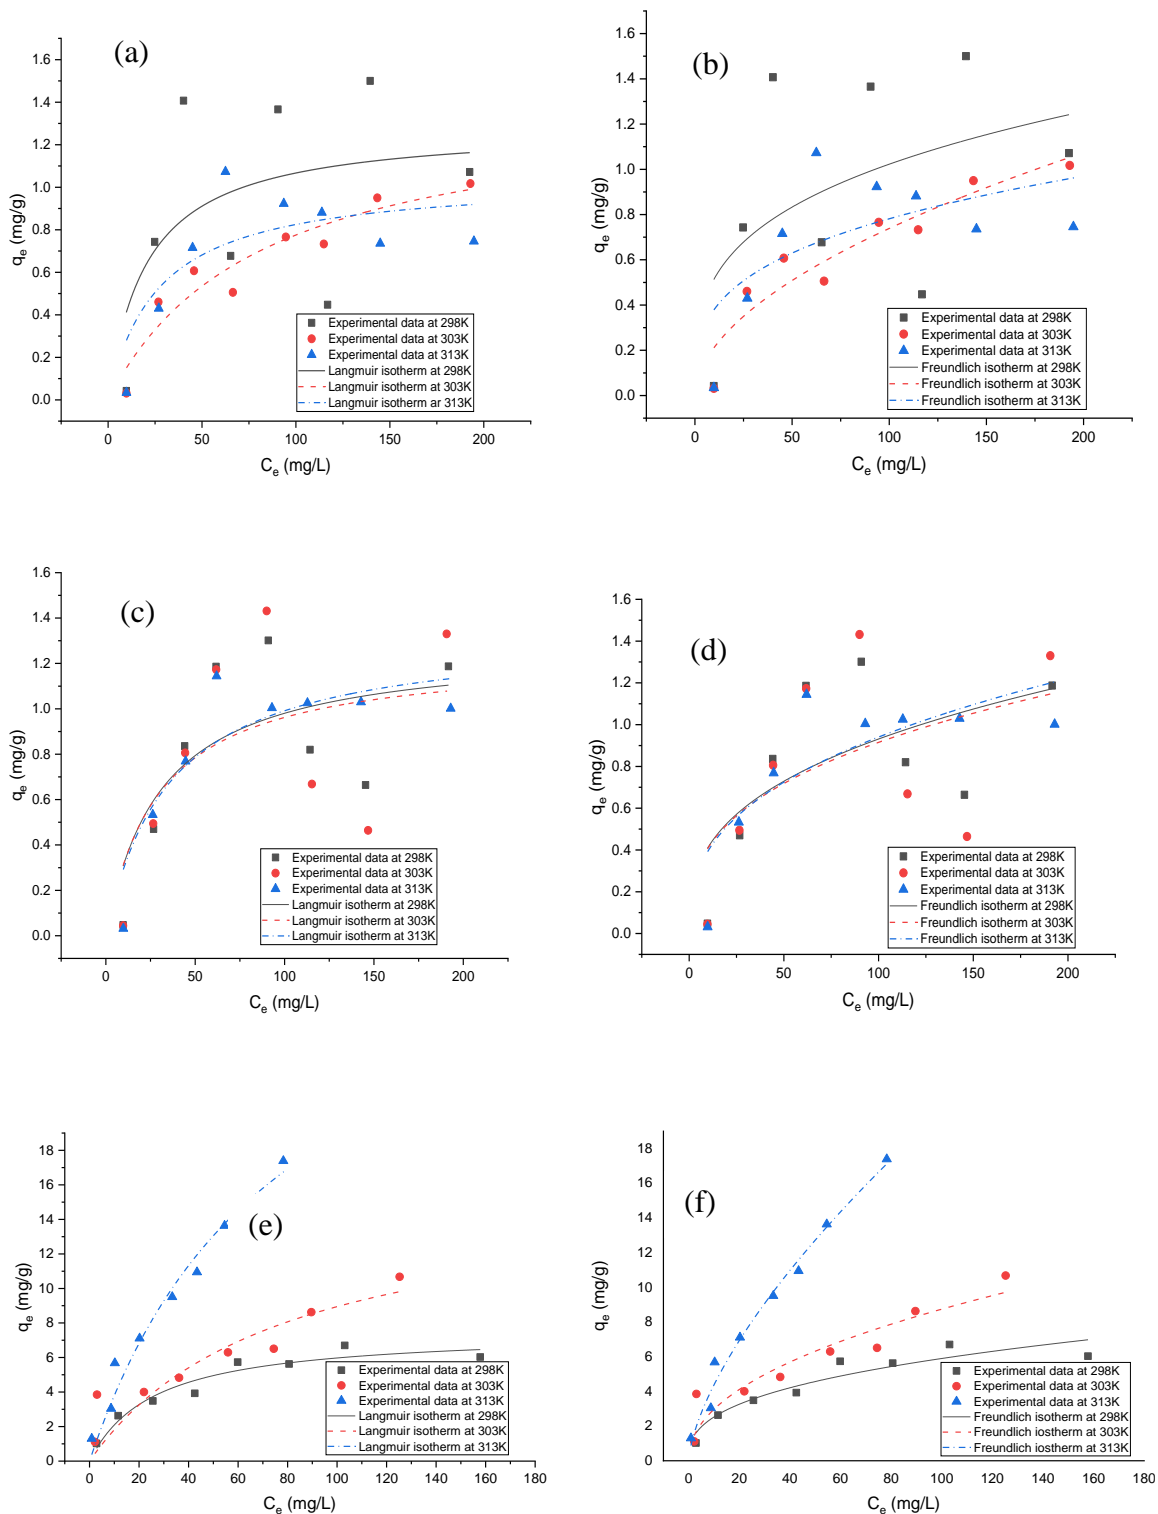 (a)
1.6
1.4
1.2
1.0
0.8
0.6
0.4
0.2
0.0
qe (mg/g)
Experimental data at 298K
Experimental data at 303K
Experimental data at 313K
Langmuir isotherm at 298K
Langmuir isotherm at 303K
Langmuir isotherm ar 313K
0 50 100 150 200
Ce (mg/L)
(b)
1.6
1.4
1.2
1.0
0.8
0.6
0.4
0.2
0.0
qe (mg/g)
Experimental data at 298K
Experimental data at 303K
Experimental data at 313K
Freundlich isotherm at 298K
Freundlich isotherm at 303K
Freundlich isotherm at 313K
0 50 100 150 200
Ce (mg/L)
(c)
1.6
1.4
1.2
1.0
0.8
0.6
0.4
0.2
0.0
qe (mg/g)
Experimental data at 298K
Experimental data at 303K
Experimental data at 313K
Langmuir isotherm at 298K
Langmuir isotherm at 303K
Langmuir isotherm at 313K
0 50 100 150 200
Ce (mg/L)
(d)
1.6
1.4
1.2
1.0
0.8
0.6
0.4
0.2
0.0
qe (mg/g)
Experimental data at 298K
Experimental data at 303K
Experimental data at 313K
Freundlich isotherm at 298K
Freundlich isotherm at 303K
Freundlich isotherm at 313K
0 50 100 150 200
Ce (mg/L)
(e)
18
16
14
12
10
8
6
4
2
0
qe (mg/g)
Experimental data at 298K
Experimental data at 303K
Experimental data at 313K
Langmuir isotherm at 298K
Langmuir isotherm at 303K
Langmuir isotherm at 313K
0 20 40 60 80 100 120 140 160 180
Ce (mg/L)
(f)
18
16
14
12
10
8
6
4
2
0
qe (mg/g)
Experimental data at 298K
Experimental data at 303K
Experimental data at 313K
Freundlich isotherm at 298K
Freundlich isotherm at 303K
Freundlich iostherm at 313K
0 20 40 60 80 100 120 140 160 180
Ce (mg/L)